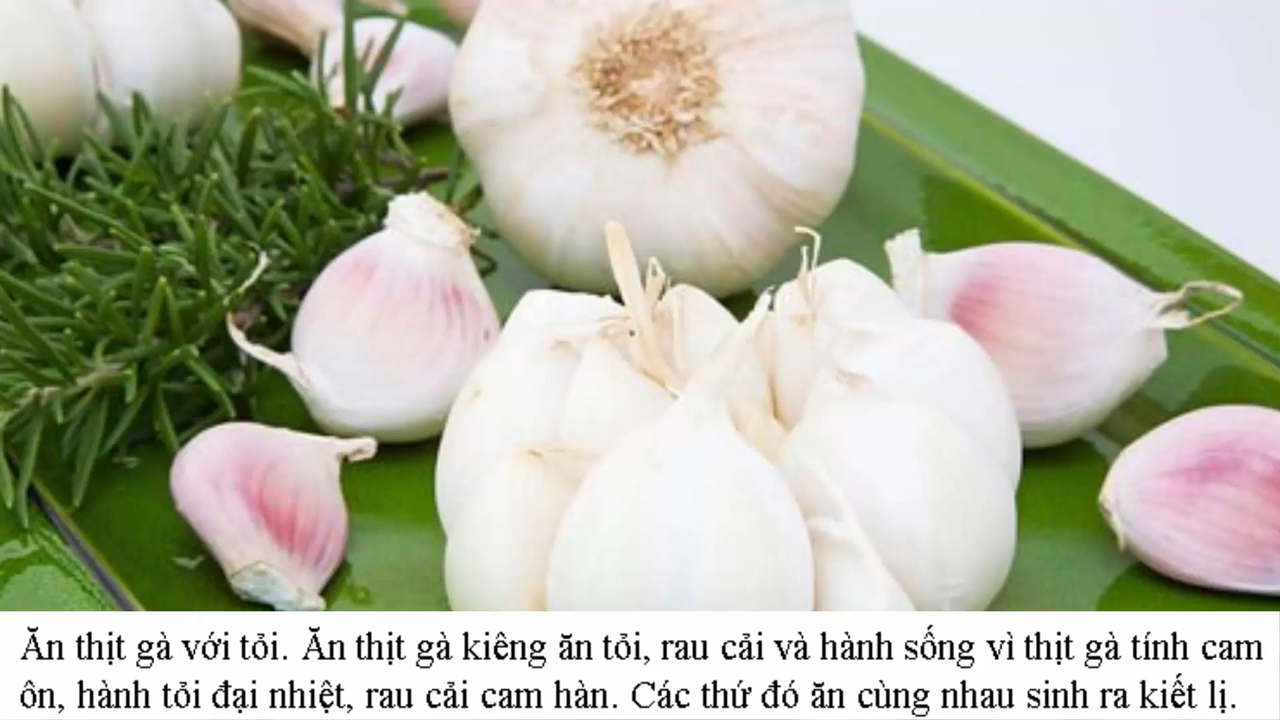 Ăn thịt gà với tỏi. Ăn thịt gà kiêng ăn tỏi, rau cải và hành sống vì thịt gà tính cam
ôn, hành tỏi đại nhiệt, rau cải cam hàn. Các thứ đó ăn cùng nhau sinh ra kiết lị.